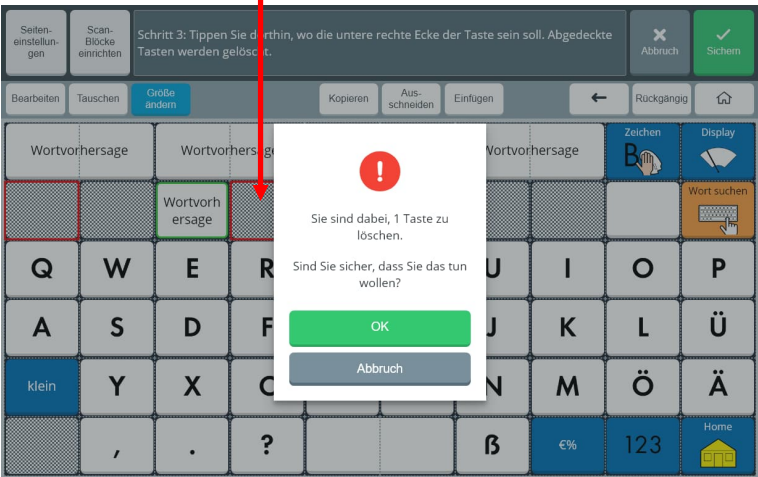 Seiten-
einstellun-
gen
Scan-
Blöcke
einrichten
Schritt 3: Tippen Sie dorthin, wo die untere rechte Ecke der Taste sein soll. Abgedeckte
Tasten werden gelöscht.
Abbruch
Sichern
Bearbeiten
Tauschen
Größe
ändern
Kopieren
Aus-
schneiden
Einfügen
Rückgängig
Wortvorhersage
Wortvorhersage
Wortvorhersage
Zeichen
B
Display
Wortvorh
ersage
Wort suchen
Sie sind dabei, 1 Taste zu
löschen.
Sind Sie sicher, dass Sie das tun
wollen?
OK
Abbruch
Q W E R U I O P
A S D F J K L Ü
klein Y X C N M Ö Ä
, . ? ß €% 123 Home